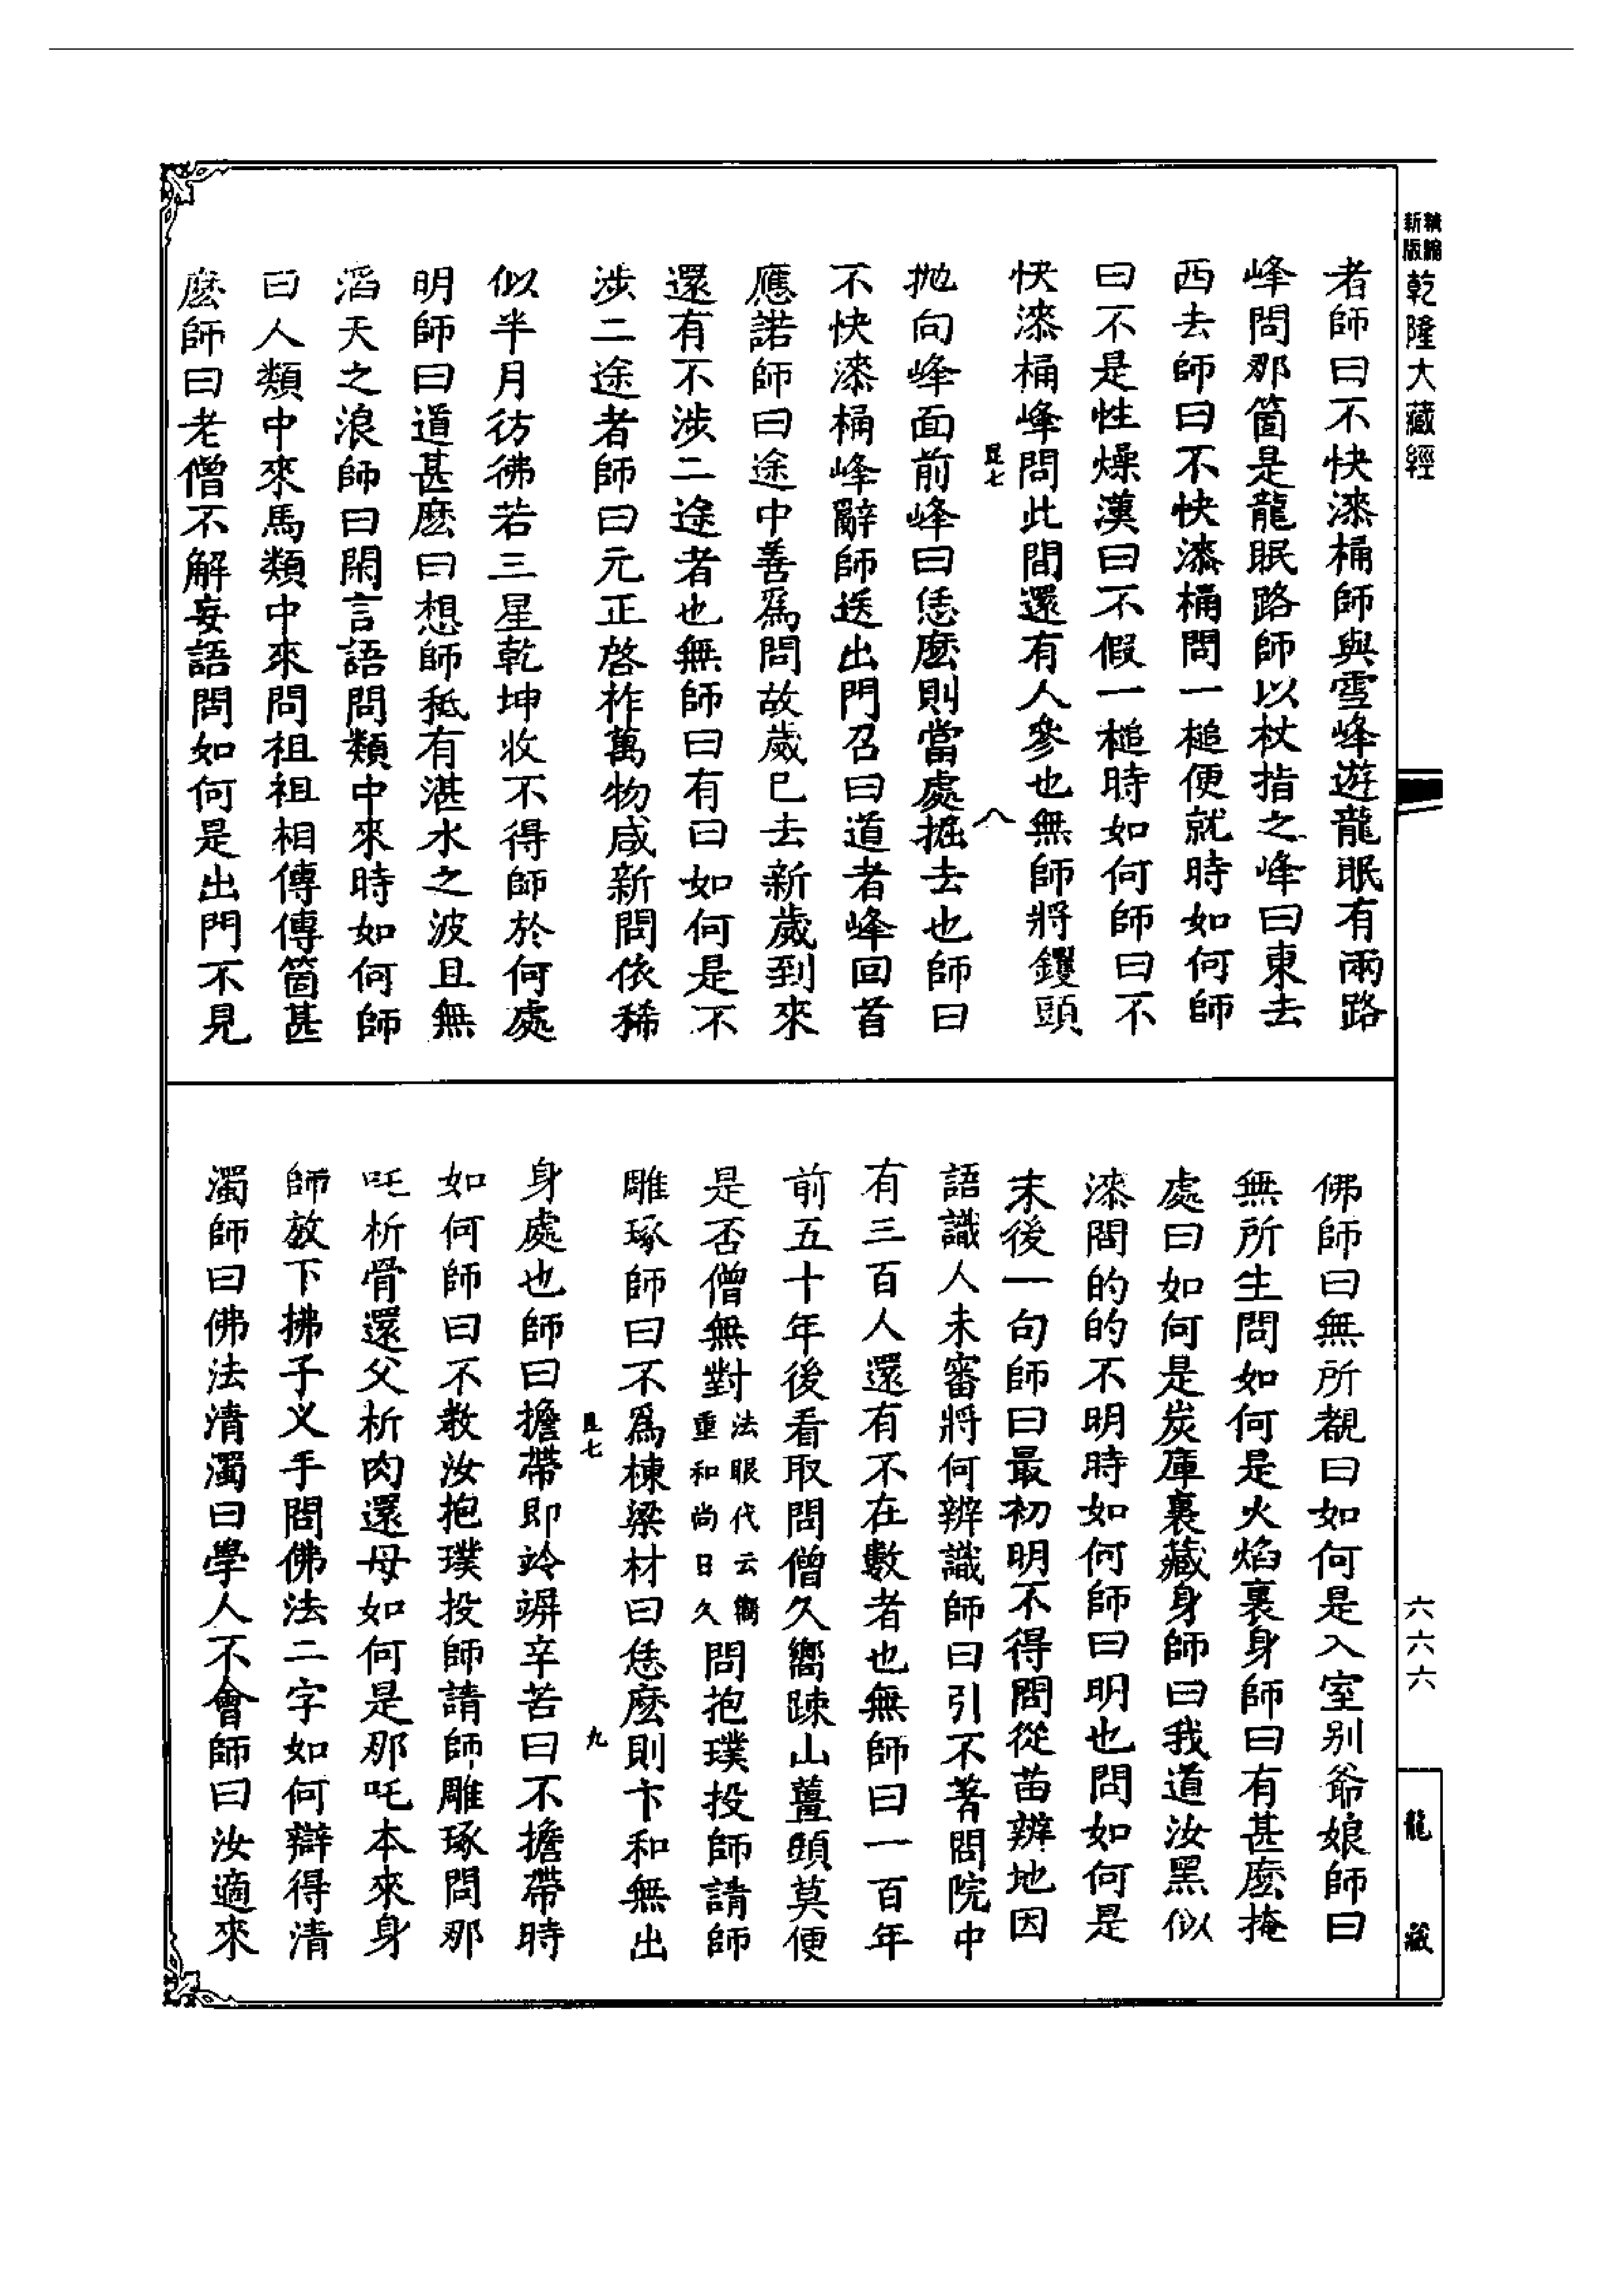 新版
精縮
乾隆大藏經
者師曰不快漆桶師與雪峰遊龍眠有兩路
峰問那箇是龍眠路師以杖指之峰曰東去
西去師曰不快漆桶問一槌便就時如何師
曰不是性燥漢曰不假一槌時如何師曰不
快漆桶峰問此間還有人參也無師將钁頭
昆七
八
拋向峰面前峰曰恁麼則當處掘去也師曰
不快漆桶峰辭師送出門召曰道者峰回首
應諾師曰途中善為問故歲已去新歲到來
還有不涉二途者也無師曰有曰如何是不
涉二途者師曰元正啓祚萬物咸新問依稀
似半月彷彿若三星乾坤收不得師於何處
明師曰道甚麼曰想師秪有湛水之波且無
滔天之浪師曰閑言語問類中來時如何師
曰人類中來馬類中來問祖祖相傳傳箇甚
麼師曰老僧不解妄語問如何是出門不見
佛師曰無所覩曰如何是入室別爺娘師曰
無所生問如何是火焰裏身師曰有甚麼掩
處曰如何是炭庫裏藏身師曰我道汝黑似
漆問的的不明時如何師曰明也問如何是
末後一句師曰最初明不得問從苗辨地因
語識人未審將何辨識師曰引不著問院中
有三百人還有不在數者也無師曰一百年
前五十年後看取問僧久嚮疎山薑頭莫便
是否僧無對法眼代云嚮重和尚日久問抱璞投師請師
雕琢師曰不為棟梁材曰恁麼則卞和無出
昆七
九
身處也師曰擔帶即竛竮辛苦曰不擔帶時
如何師曰不教汝抱璞投師請師雕琢問那
吒析骨還父析肉還母如何是那吒本來身
師放下拂子叉手問佛法二字如何辯得清
濁師曰佛法清濁曰學人不會師曰汝適來
六六六
龍藏